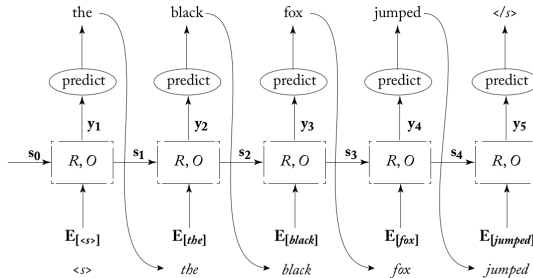 the black fox jumped </s>
predict predict predict predict predict
y1 y2 y3 y4 y5
s0 R, O s1 R, O s2 R, O s3 R, O s4 R, O
E[<s>] E[the] E[black] E[fox] E[jumped]
<s> the black fox jumped